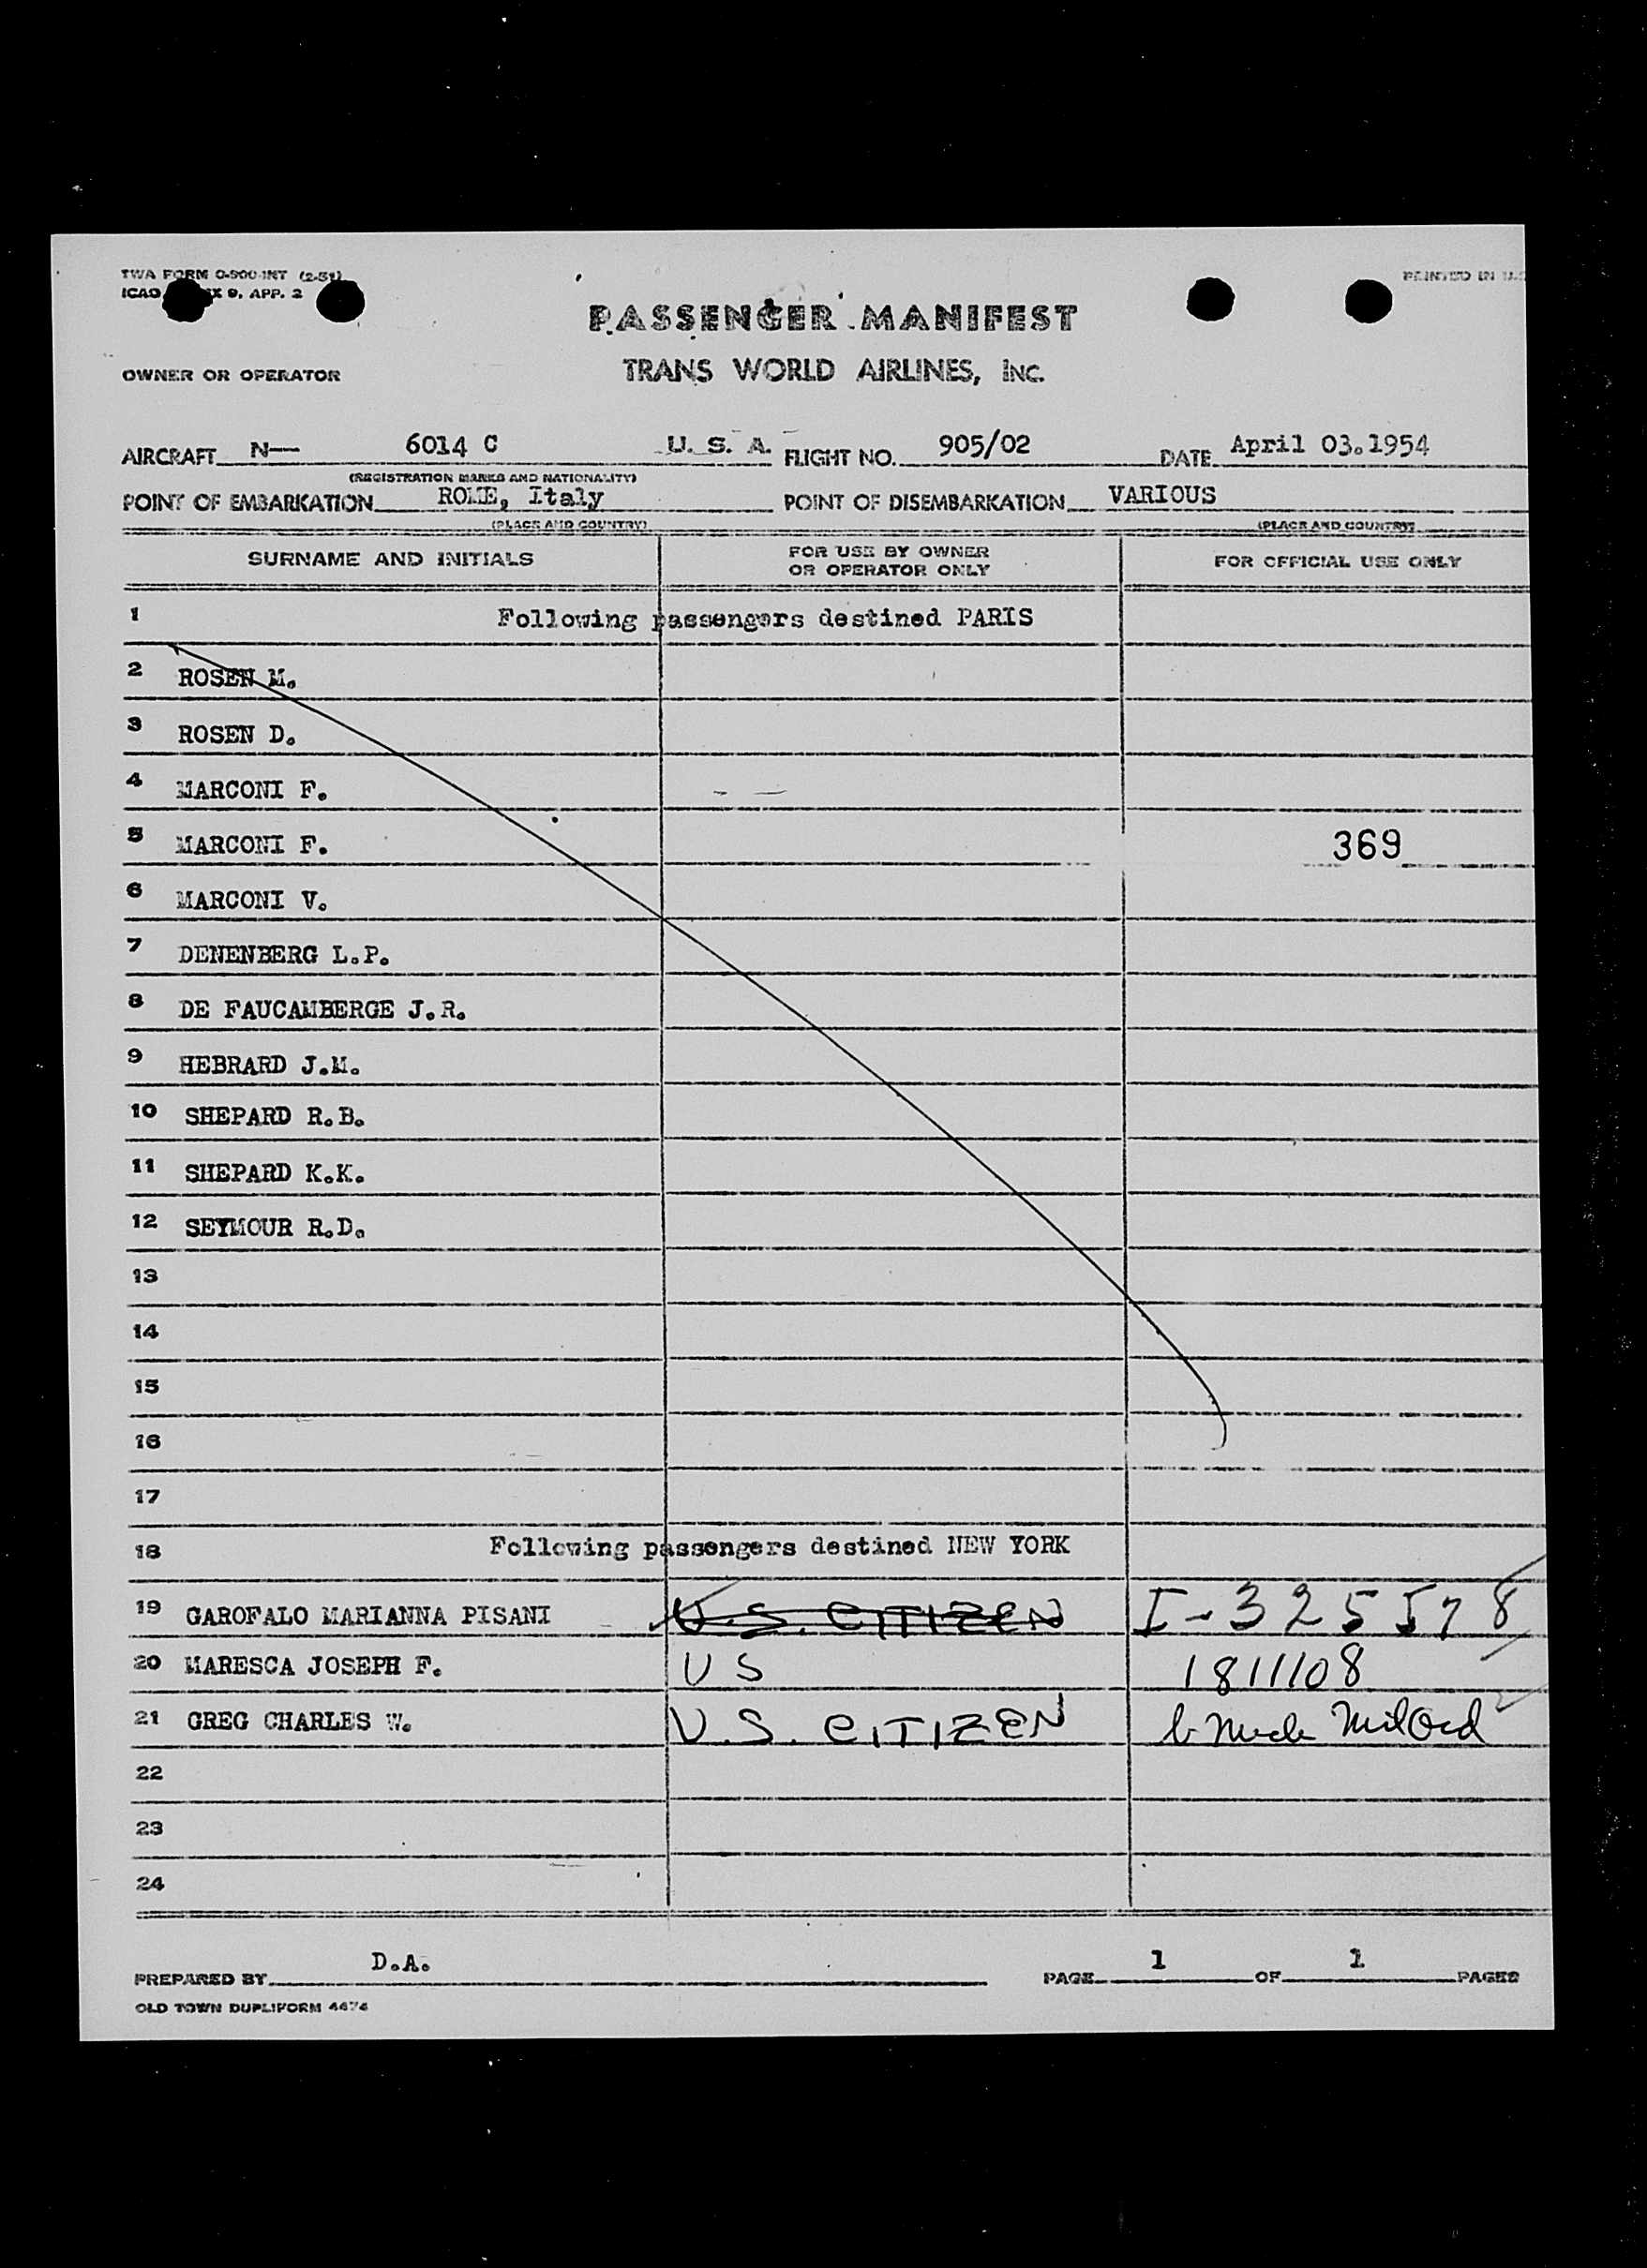 TWA FORM O-900-INT (2-51)
ICAO X 9, APP. 2
PRINTED IN U.S
PASSENGER MANIFEST
OWNER OR OPERATOR TRANS WORLD AIRLINES, INC.
AIRCRAFT N— 6014 C U. S. A. FLIGHT NO. 905/02 DATE April 03.1954
(REGISTRATION MARKS AND NATIONALITY)
POINT OF EMBARKATION ROME, Italy POINT OF DISEMBARKATION VARIOUS
(PLACE AND COUNTRY) (PLACE AND COUNTRY)
SURNAME AND INITIALS FOR USE BY OWNER OR OPERATOR ONLY FOR OFFICIAL USE ONLY
1 Following passengers destined PARIS
2 ROSEN M.
3 ROSEN D.
4 MARCONI F.
5 MARCONI F. 369
6 MARCONI V.
7 DENENBERG L.P.
8 DE FAUCAMBERGE J.R.
9 HEBRARD J.M.
10 SHEPARD R.B.
11 SHEPARD K.K.
12 SEYMOUR R.D.
13
14
15
16
17
18 Following passengers destined NEW YORK
19 GAROFALO MARIANNA PISANI U.S. CITIZEN I-325578
20 MARESCA JOSEPH F. US 1811108
21 GREG CHARLES W. U.S. CITIZEN
22
23
24
PREPARED BY D.A. PAGE 1 OF 1 PAGES
OLD TOWN DUPLIFORM 4474